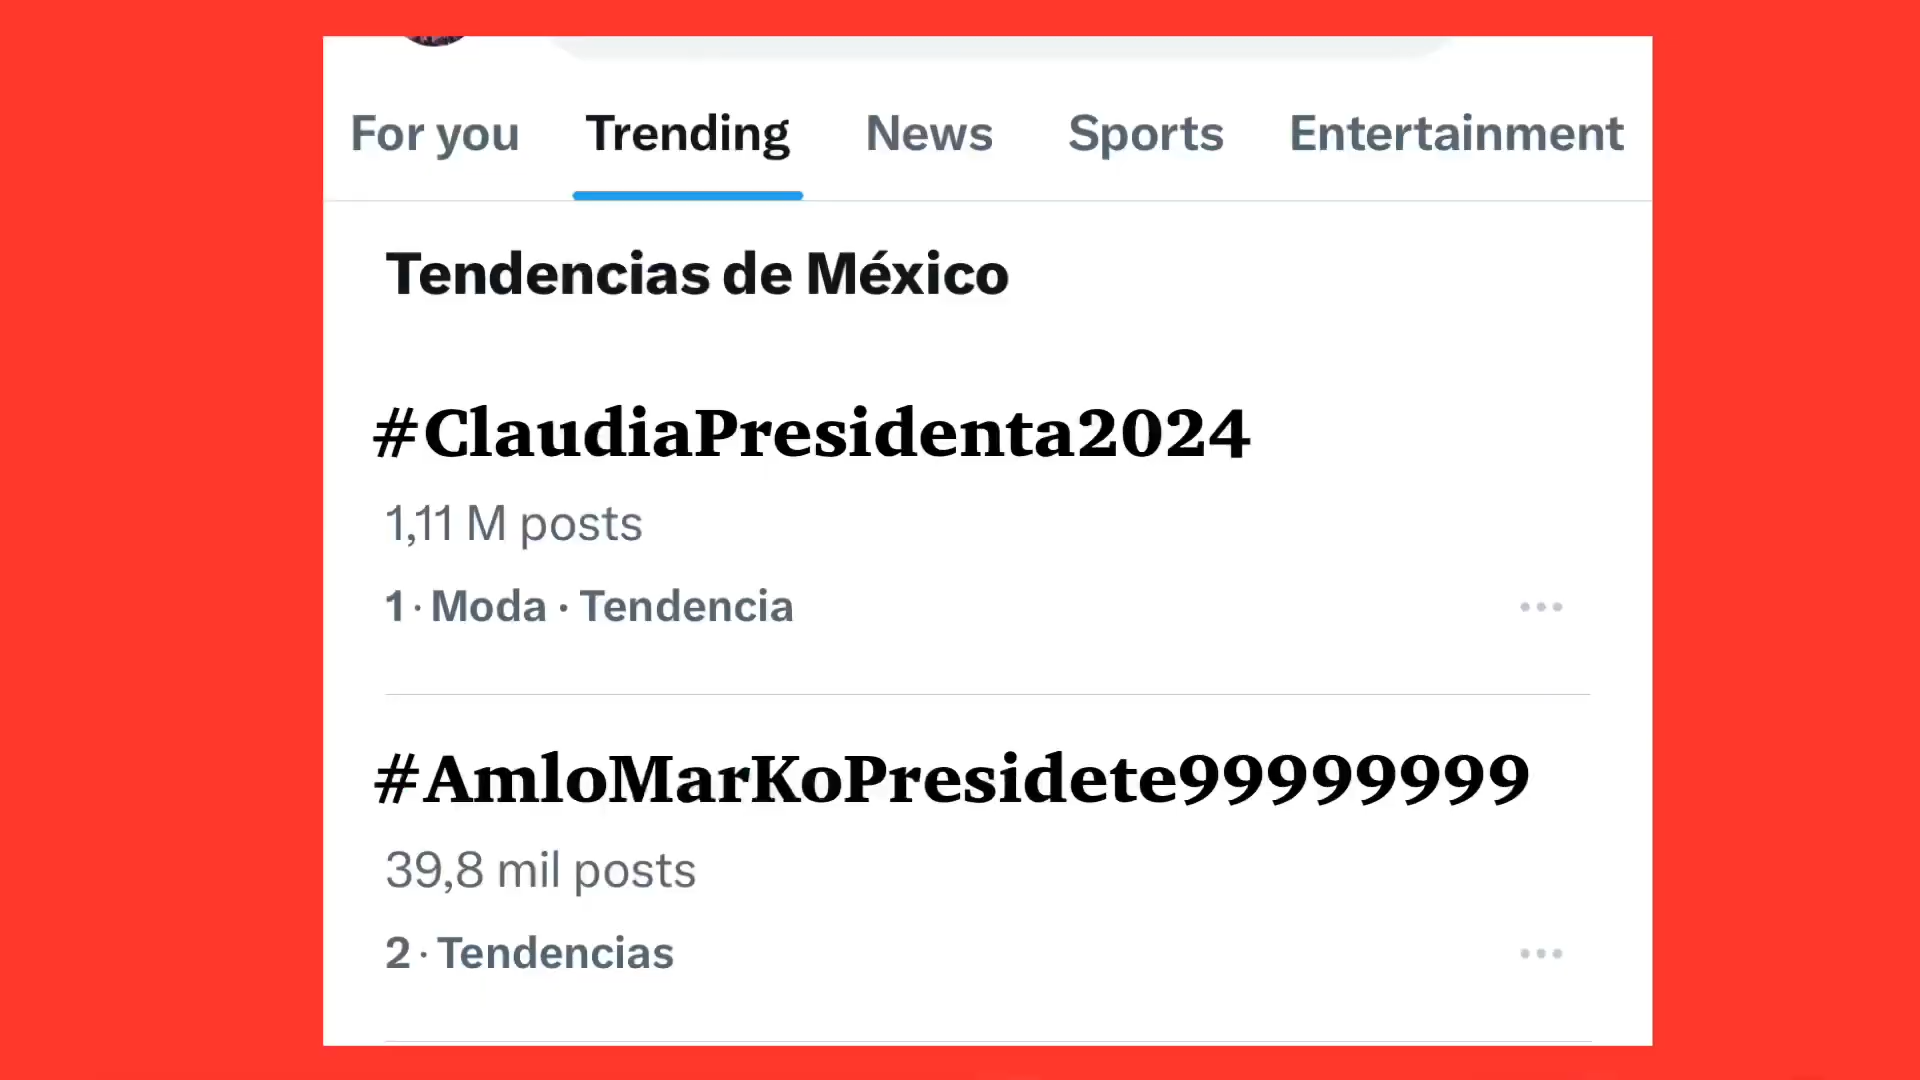 For you Trending News Sports Entertainment
Tendencias de México
#ClaudiaPresidenta2024
1,11 M posts
1 · Moda · Tendencia
#AmloMarKoPresidete99999999
39,8 mil posts
2 · Tendencias